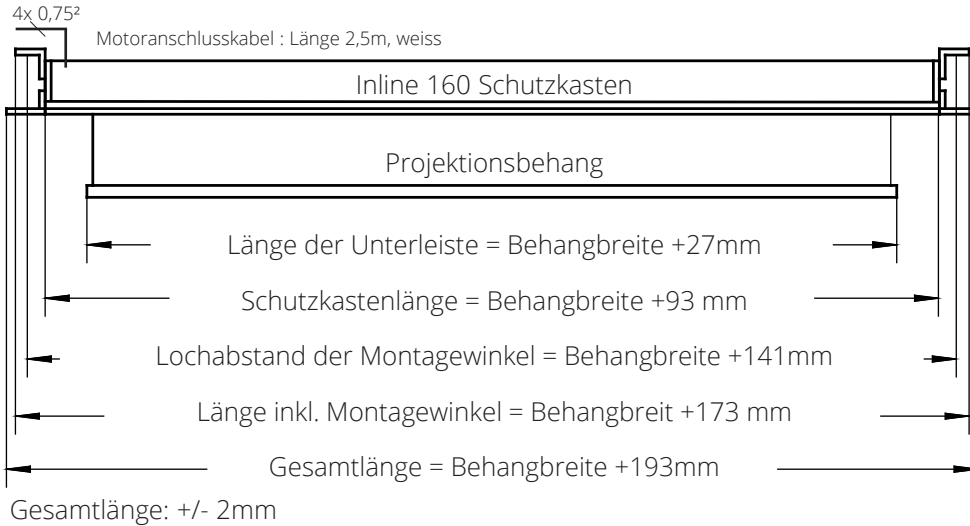 4x 0,75²
Motoranschlusskabel : Länge 2,5m, weiss
Inline 160 Schutzkasten
Projektionsbehang
Länge der Unterleiste = Behangbreite +27mm
Schutzkastenlänge = Behangbreite +93 mm
Lochabstand der Montagewinkel = Behangbreite +141mm
Länge inkl. Montagewinkel = Behangbreit +173 mm
Gesamtlänge = Behangbreite +193mm
Gesamtlänge: +/- 2mm